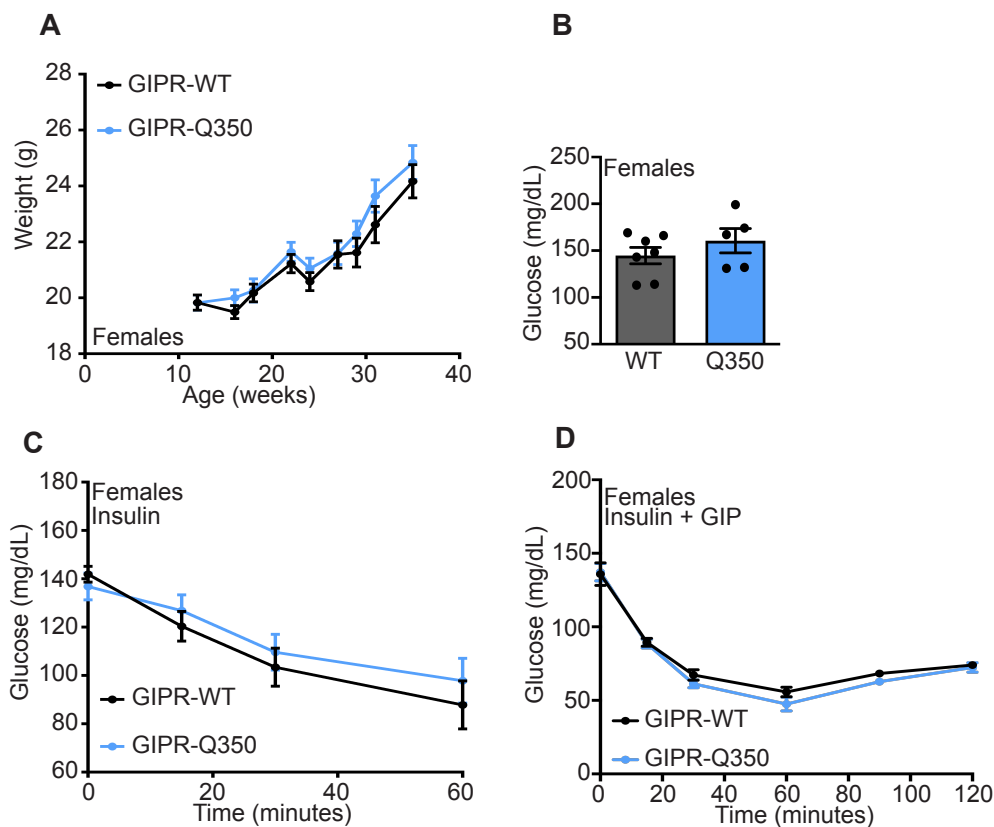 A
28
26
24
22
20
18
Weight (g)
GIPR-WT
GIPR-Q350
Females
0
10
20
30
40
Age (weeks)
B
250
200
150
100
50
Glucose (mg/dL)
Females
WT
Q350
C
180
160
140
120
100
80
60
Glucose (mg/dL)
Females
Insulin
GIPR-WT
GIPR-Q350
0
20
40
60
Time (minutes)
D
200
150
100
50
0
Glucose (mg/dL)
Females
Insulin + GIP
GIPR-WT
GIPR-Q350
0
20
40
60
80
100
120
Time (minutes)